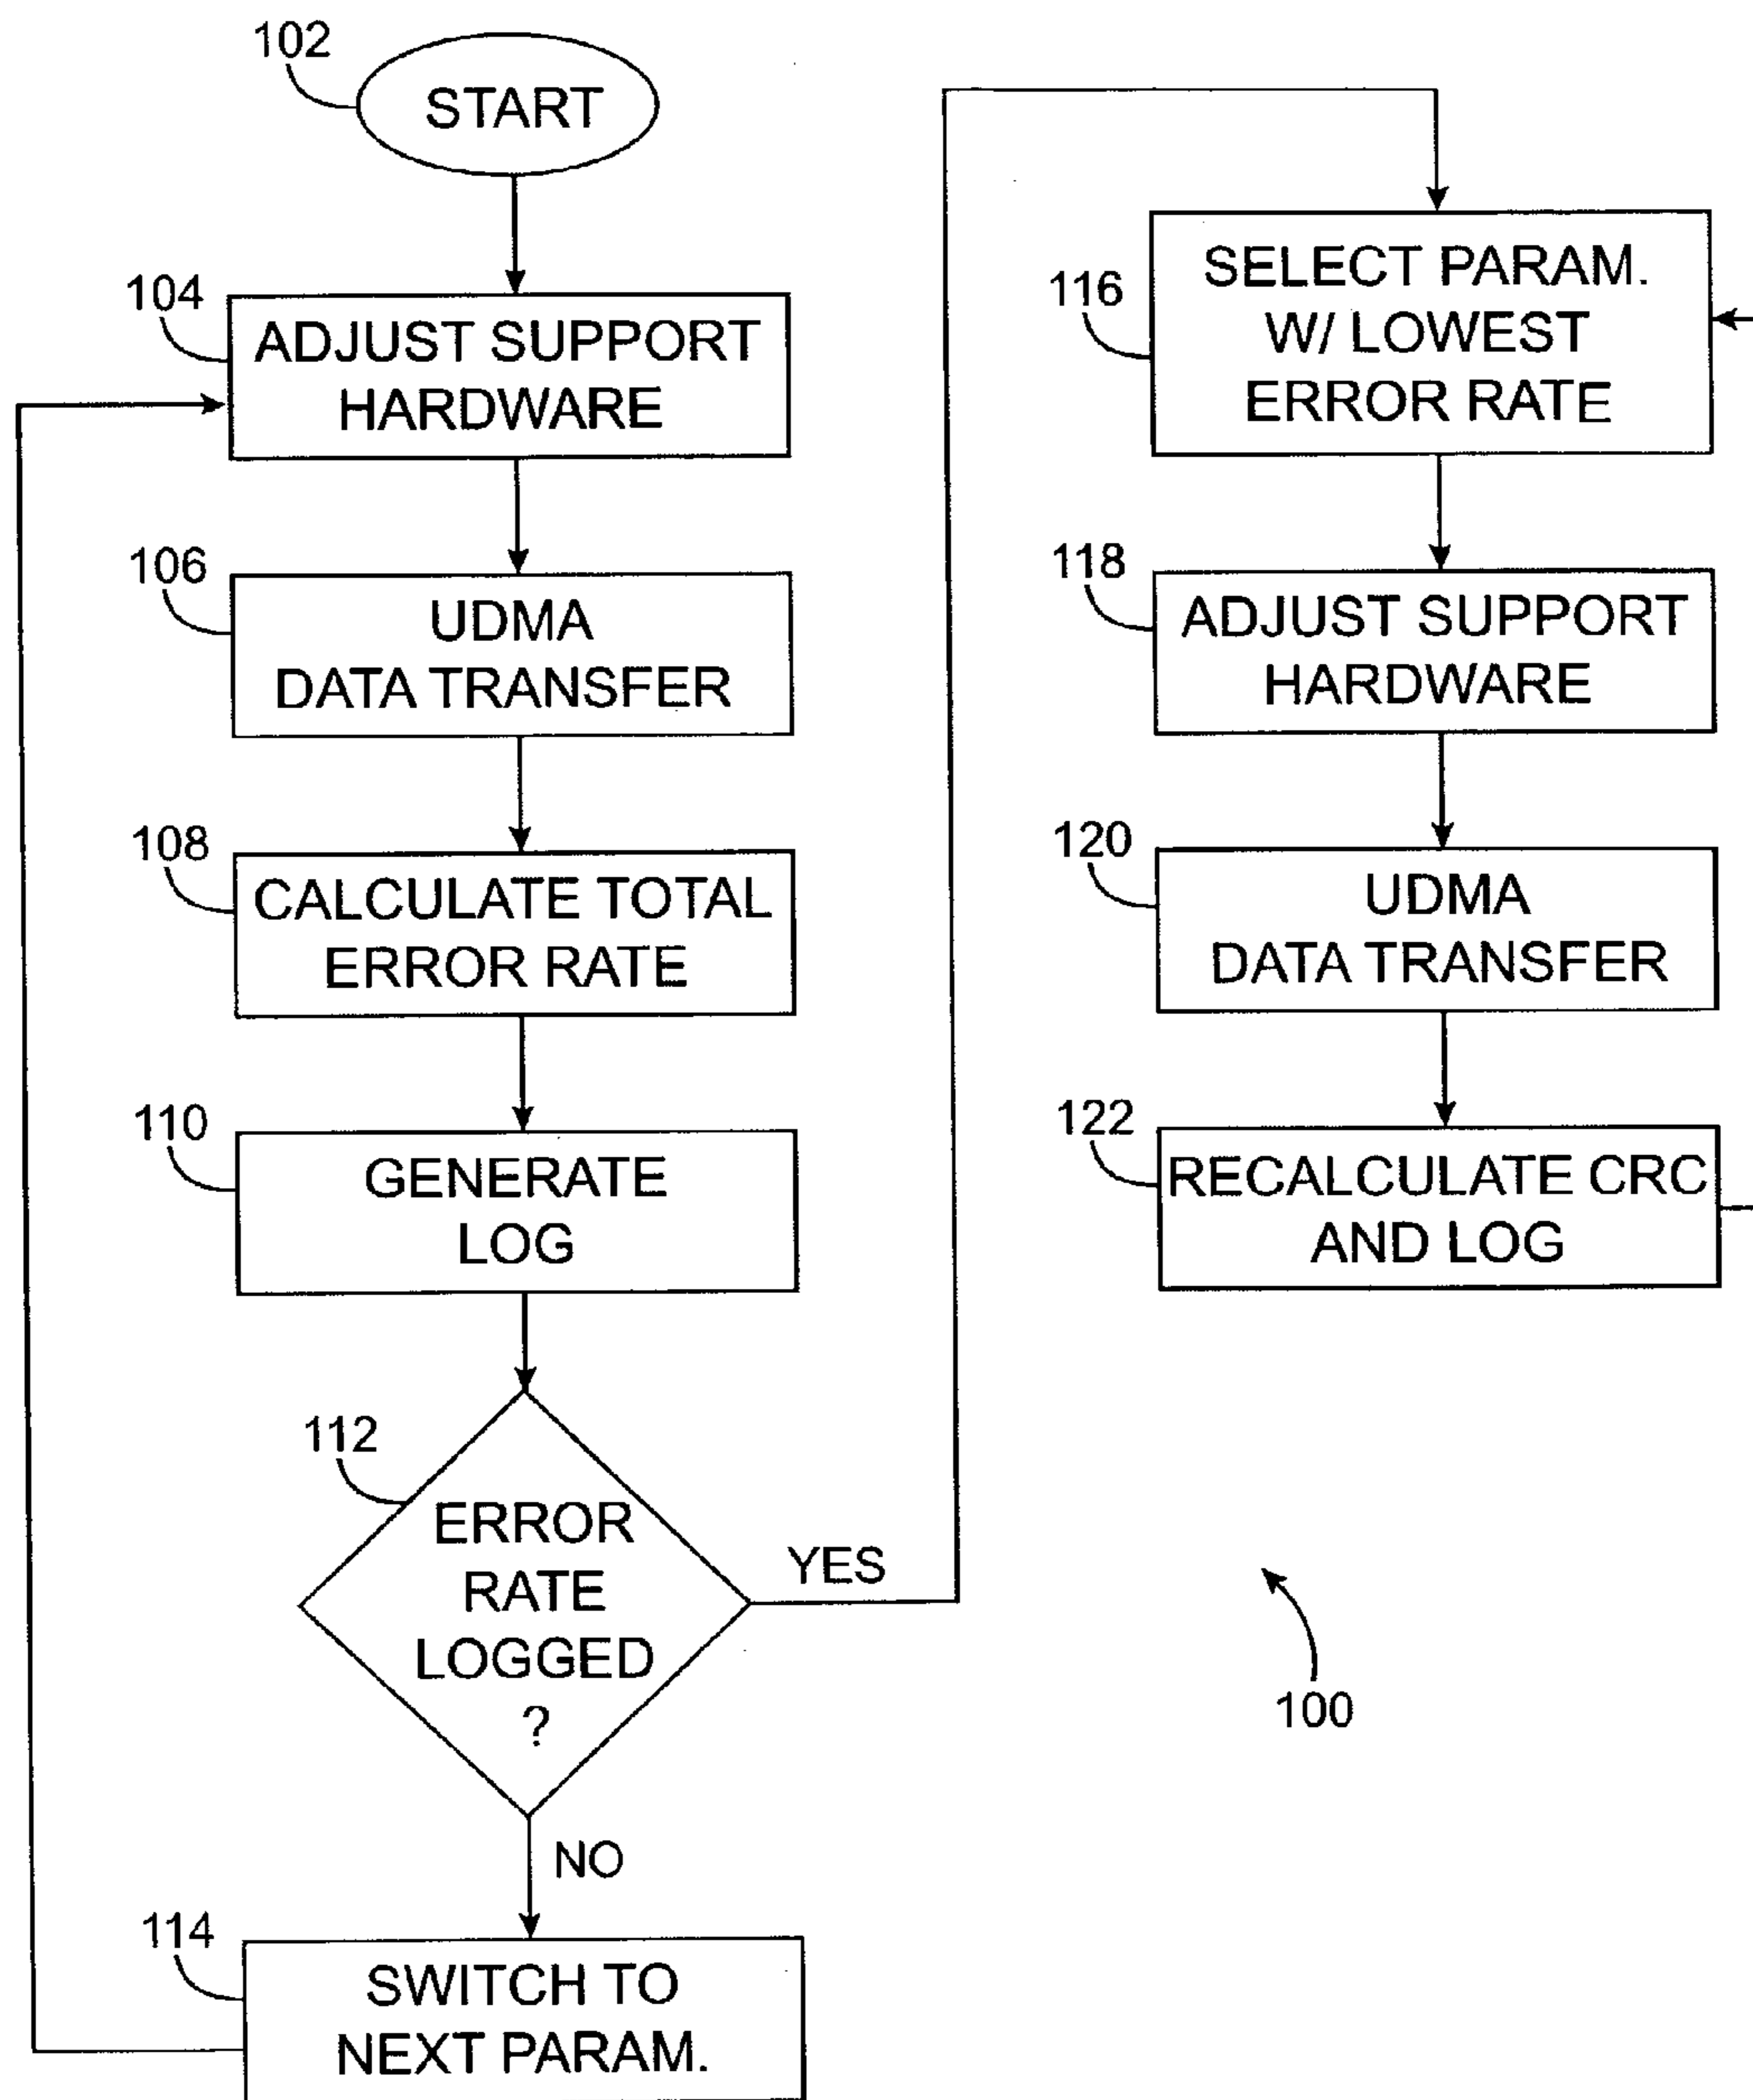 102
START
104
ADJUST SUPPORT
HARDWARE
106
UDMA
DATA TRANSFER
108
CALCULATE TOTAL
ERROR RATE
110
GENERATE
LOG
112
ERROR
RATE
LOGGED
?
YES
NO
114
SWITCH TO
NEXT PARAM.
116
SELECT PARAM.
W/ LOWEST
ERROR RATE
118
ADJUST SUPPORT
HARDWARE
120
UDMA
DATA TRANSFER
122
RECALCULATE CRC
AND LOG
100